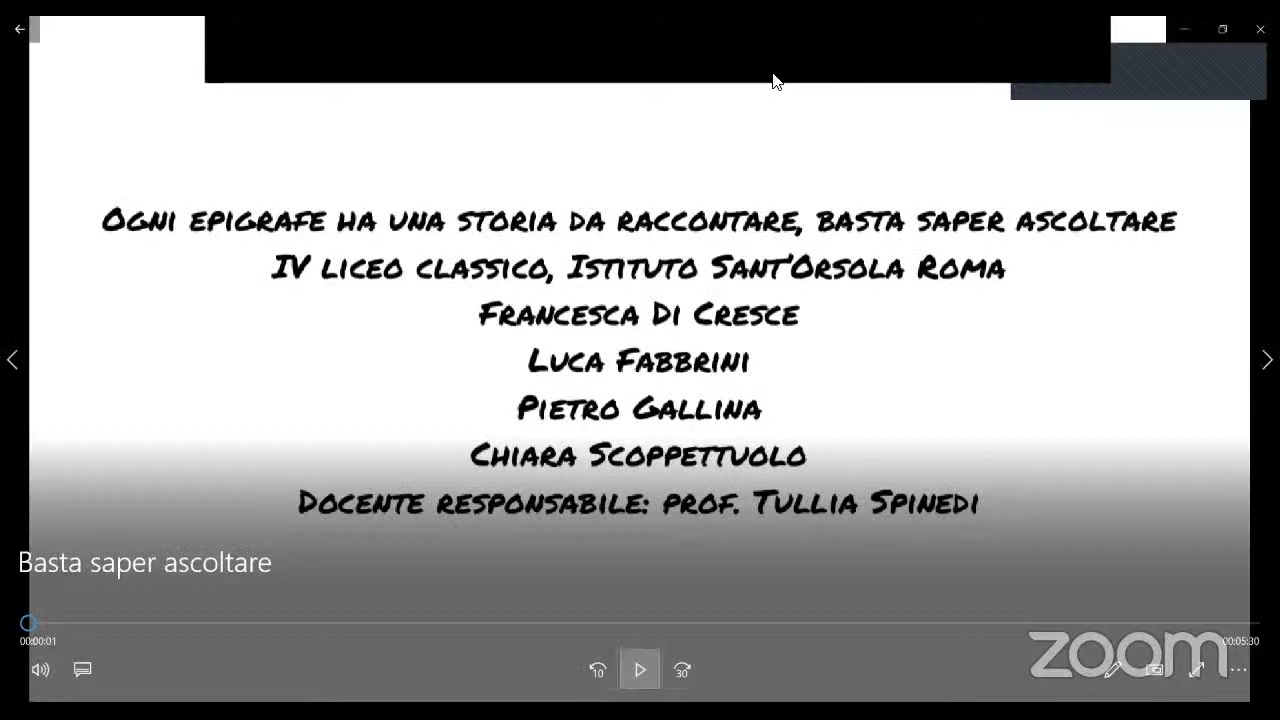 Ogni epigrafe ha una storia da raccontare, basta saper ascoltare
IV liceo classico, Istituto Sant'Orsola Roma
Francesca Di Cresce
Luca Fabbrini
Pietro Gallina
Chiara Scoppettuolo
Docente responsabile: prof. Tullia Spinedi
Basta saper ascoltare
00:00:01
00:05:30
10
30
zoom